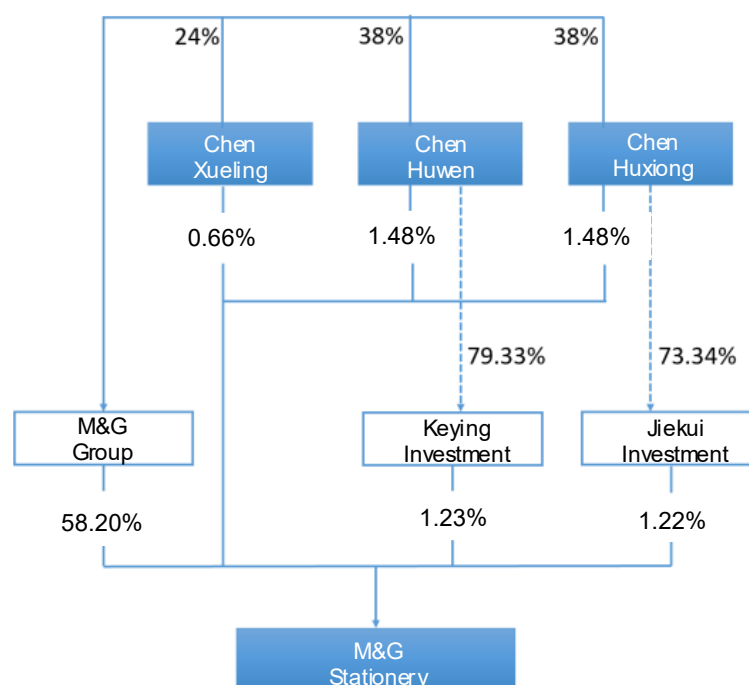 24%
38%
38%
Chen
Xueling
Chen
Huwen
Chen
Huxiong
0.66%
1.48%
1.48%
79.33%
73.34%
M&G
Group
Keying
Investment
Jiekui
Investment
58.20%
1.23%
1.22%
M&G
Stationery